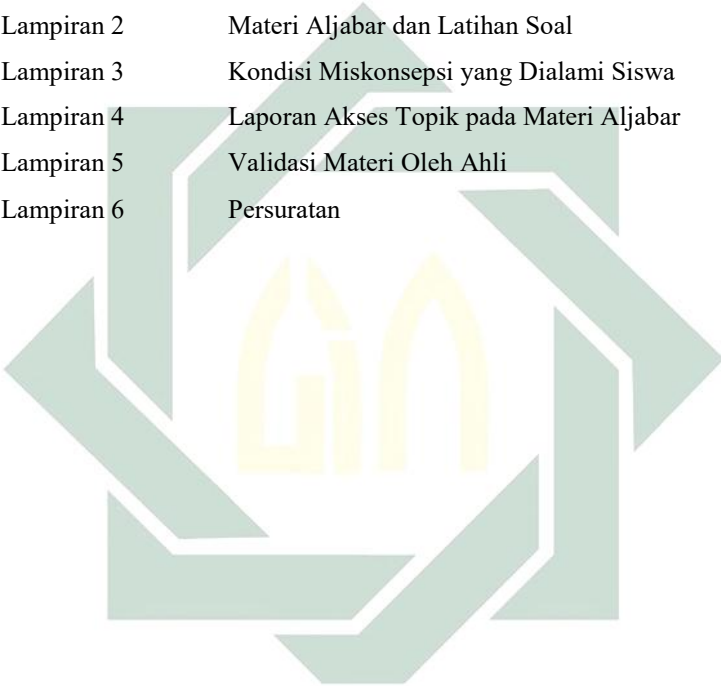 Lampiran 2 Materi Aljabar dan Latihan Soal
Lampiran 3 Kondisi Miskonsepsi yang Dialami Siswa
Lampiran 4 Laporan Akses Topik pada Materi Aljabar
Lampiran 5 Validasi Materi Oleh Ahli
Lampiran 6 Persuratan